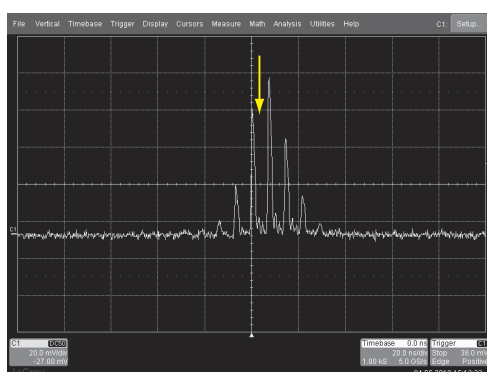 File Vertical Timebase Trigger Display Cursors Measure Math Analysis Utilities Help C1: Setup...
C1
C1 DC50
20.0 mV/div
-27.00 mV
Timebase 0.0 ns
20.0 ns/div
1.00 kS 5.0 GS/s
Trigger C1
Stop 38.0 mV
Edge Positive